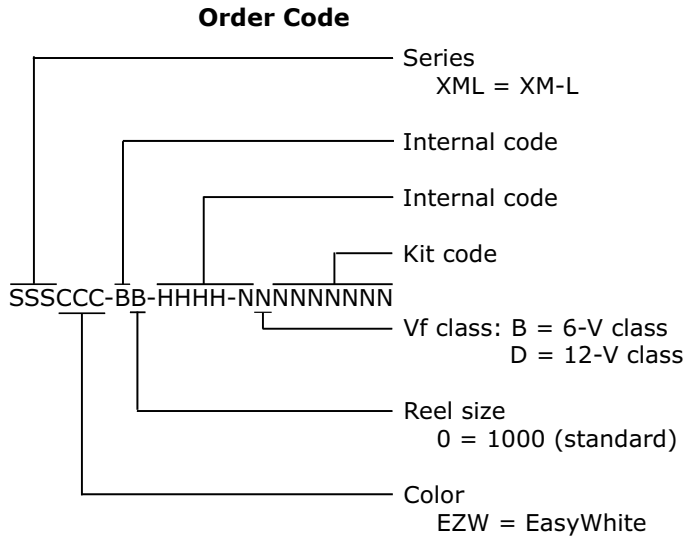 Order Code
Series
XML = XM-L
Internal code
Internal code
Kit code
SSSCCC-BB-HHHH-NNNNNNNNN
Vf class: B = 6-V class
D = 12-V class
Reel size
0 = 1000 (standard)
Color
EZW = EasyWhite